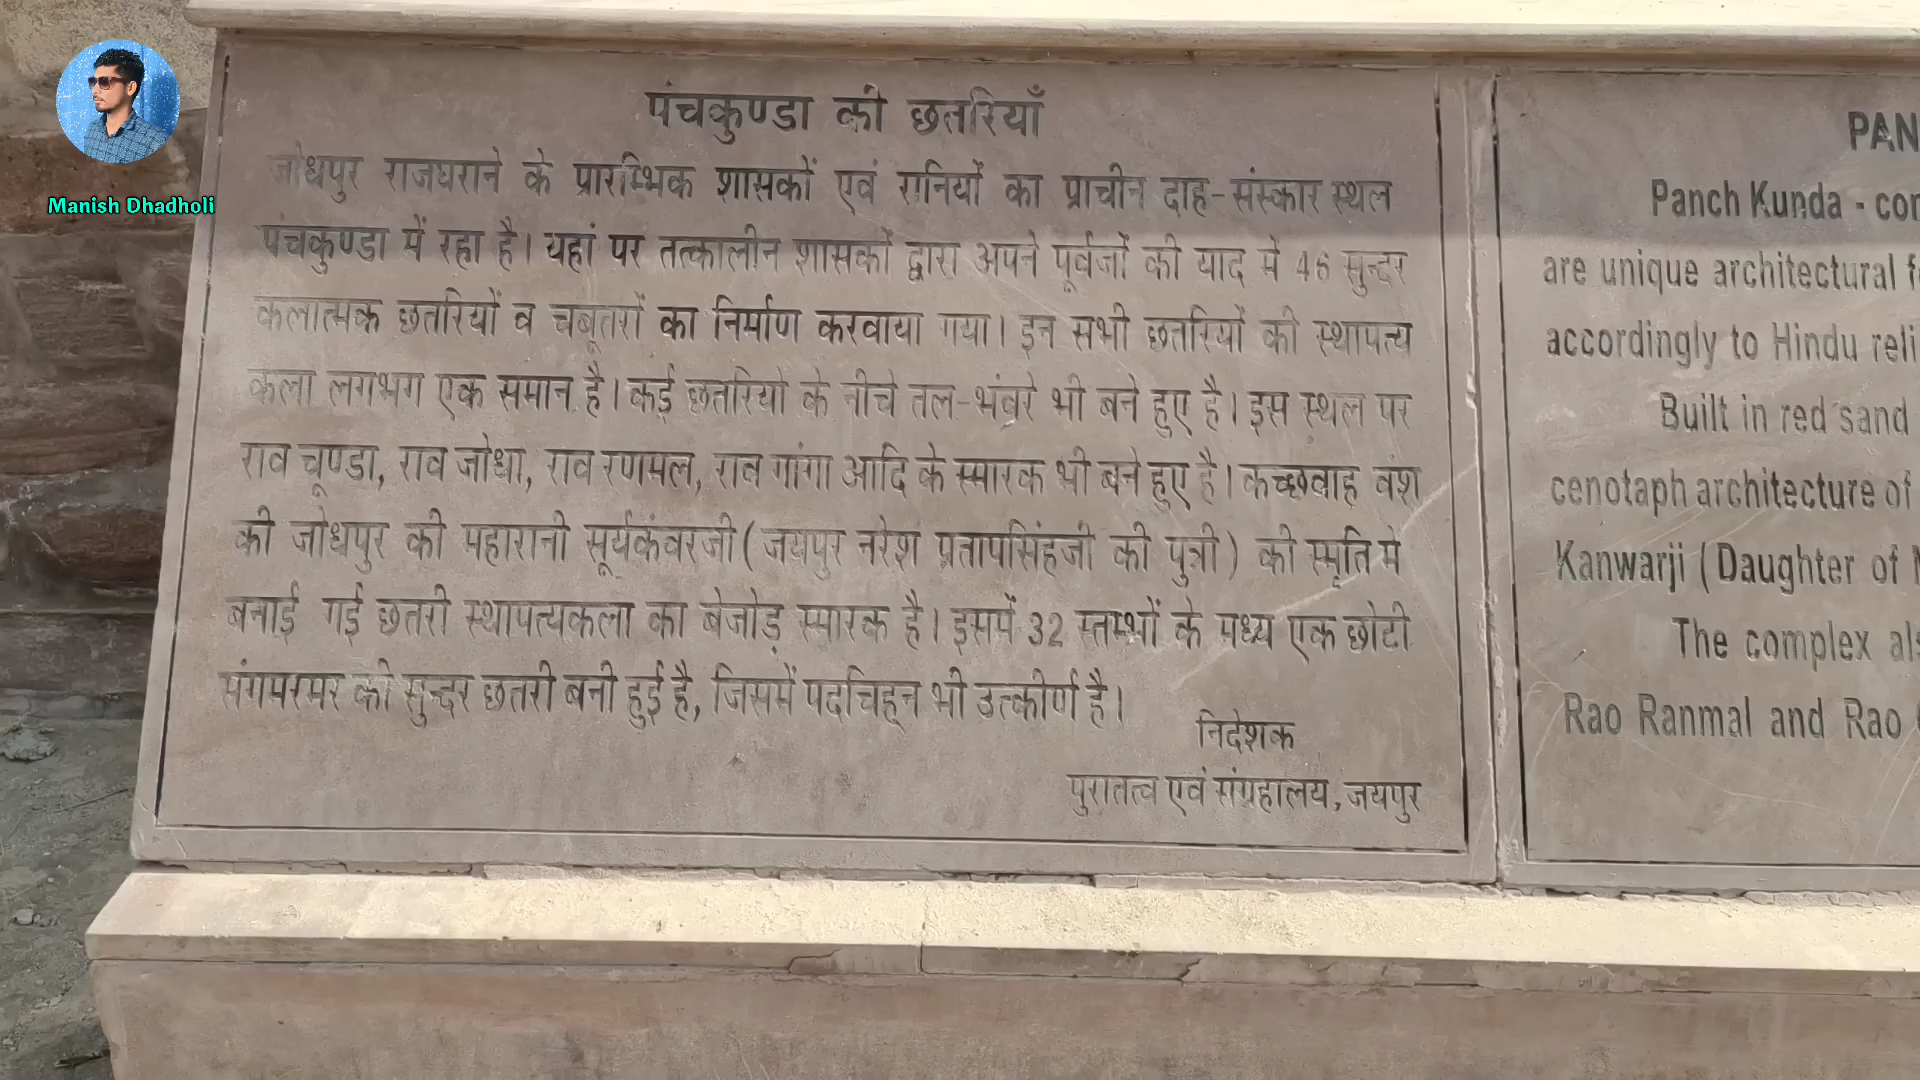 Manish Dhadholi
पंचकुण्डा की छतरियाँ
जोधपुर राजघराने के प्रारम्भिक शासकों एवं रानियों का प्राचीन दाह-संस्कार स्थल
पंचकुण्डा में रहा है। यहां पर तत्कालीन शासकों द्वारा अपने पूर्वजों की याद में 46 सुन्दर
कलात्मक छतरियों व चबूतरों का निर्माण करवाया गया। इन सभी छतरियों की स्थापत्य
कला लगभग एक समान है। कई छतरियों के नीचे तल-भंवरे भी बने हुए है। इस स्थल पर
राव चूण्डा, राव जोधा, राव रणमल, राव गांगा आदि के स्मारक भी बने हुए है। कच्छवाह वंश
की जोधपुर की महारानी सूर्यकंवरजी ( जयपुर नरेश प्रतापसिंहजी की पुत्री ) की स्मृति में
बनाई गई छतरी स्थापत्यकला का बेजोड़ स्मारक है। इसमें 32 स्तम्भों के मध्य एक छोटी
संगमरमर की सुन्दर छतरी बनी हुई है, जिसमें पदचिह्न भी उत्कीर्ण है।
निदेशक
पुरातत्व एवं संग्रहालय, जयपुर
PAN
Panch Kunda - con
are unique architectural f
accordingly to Hindu reli
Built in red sand
cenotaph architecture of
Kanwarji ( Daughter of
The complex als
Rao Ranmal and Rao